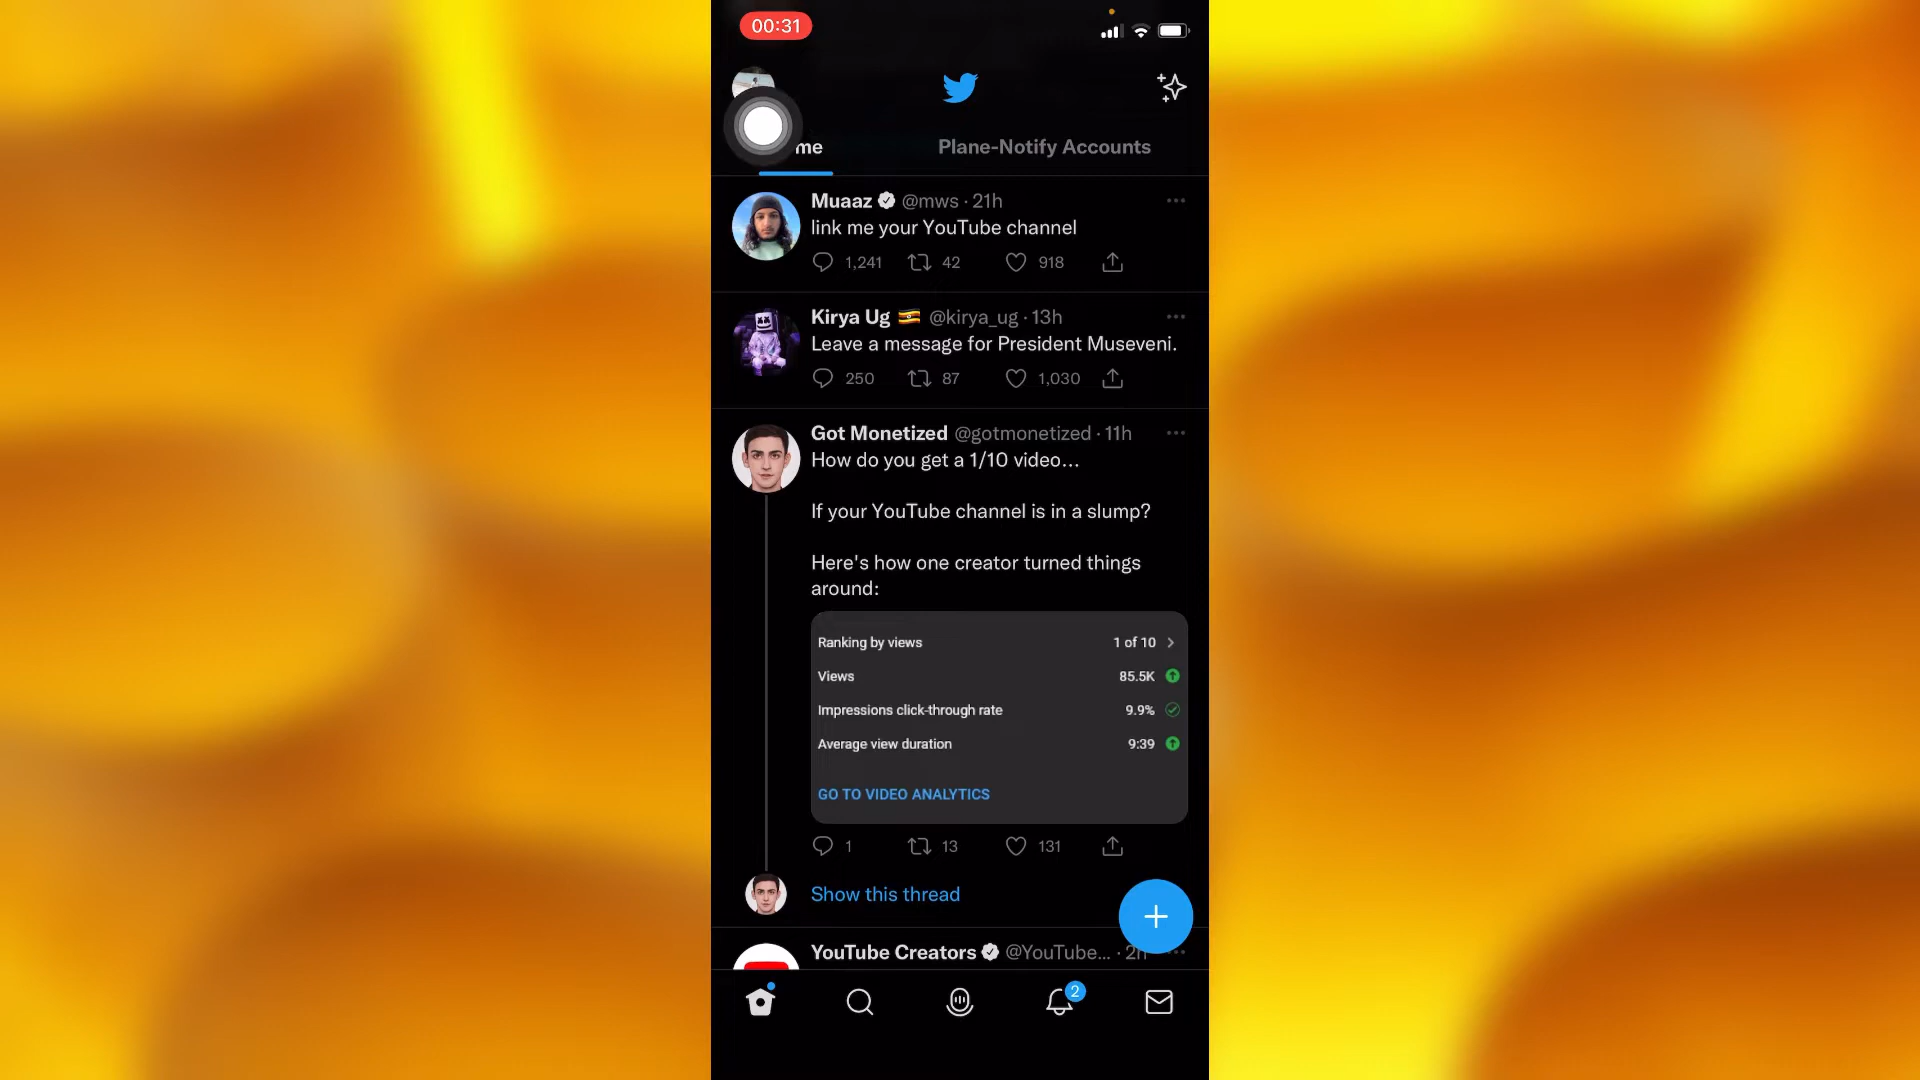 00:31
me
Plane-Notify Accounts
Muaaz @mws · 21h
link me your YouTube channel
1,241 42 918
Kirya Ug @kirya_ug · 13h
Leave a message for President Museveni.
250 87 1,030
Got Monetized @gotmonetized · 11h
How do you get a 1/10 video...
If your YouTube channel is in a slump?
Here's how one creator turned things
around:
Ranking by views 1 of 10
Views 85.5K
Impressions click-through rate 9.9%
Average view duration 9:39
GO TO VIDEO ANALYTICS
1 13 131
Show this thread
YouTube Creators @YouTube... · 2h
2